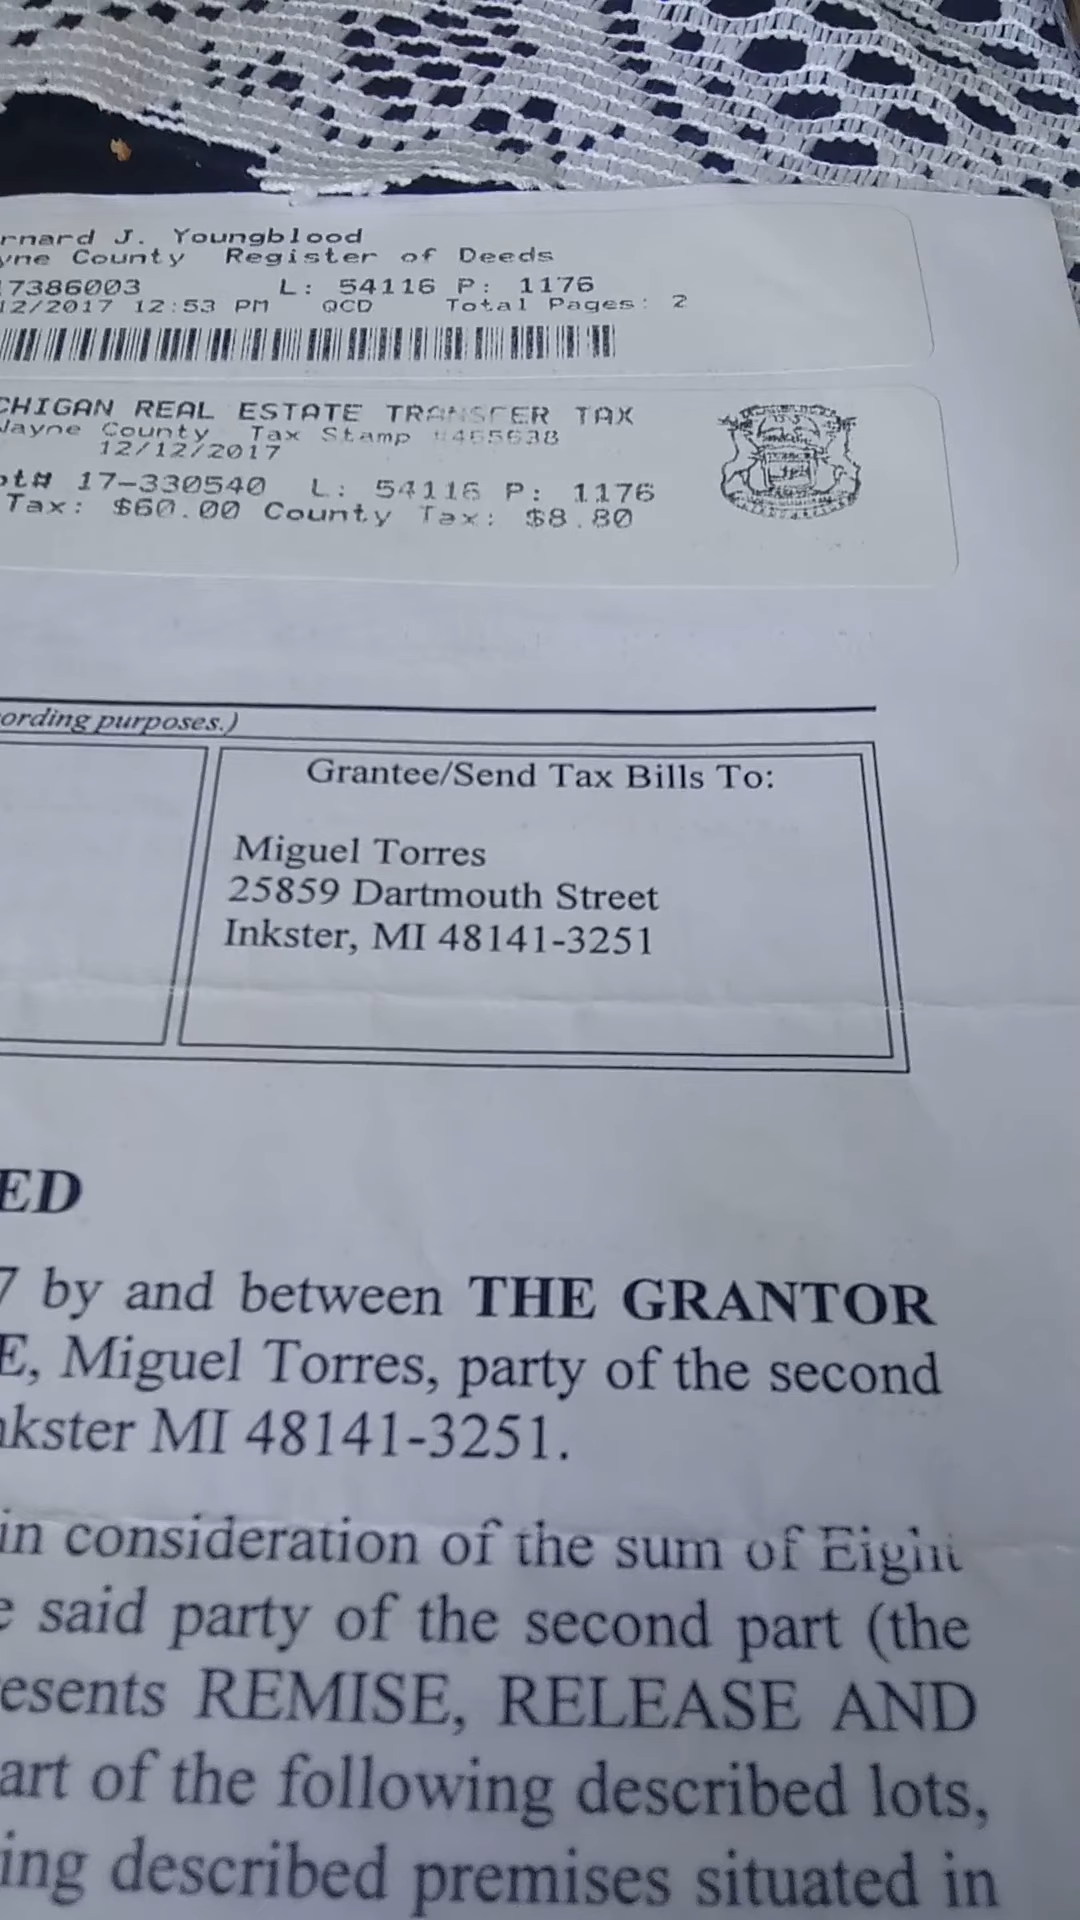 rnard J. Youngblood
yne County Register of Deeds
7386003 L: 54116 P: 1176
12/2017 12:53 PM QCD Total Pages: 2
CHIGAN REAL ESTATE TRANSFER TAX
Wayne County Tax Stamp #465638
12/12/2017
pt# 17-330540 L: 54116 P: 1176
Tax: $60.00 County Tax: $8.80
ording purposes.)
Grantee/Send Tax Bills To:
Miguel Torres
25859 Dartmouth Street
Inkster, MI 48141-3251
ED
7 by and between THE GRANTOR
E, Miguel Torres, party of the second
nkster MI 48141-3251.
in consideration of the sum of Eight
e said party of the second part (the
esents REMISE, RELEASE AND
art of the following described lots,
ing described premises situated in